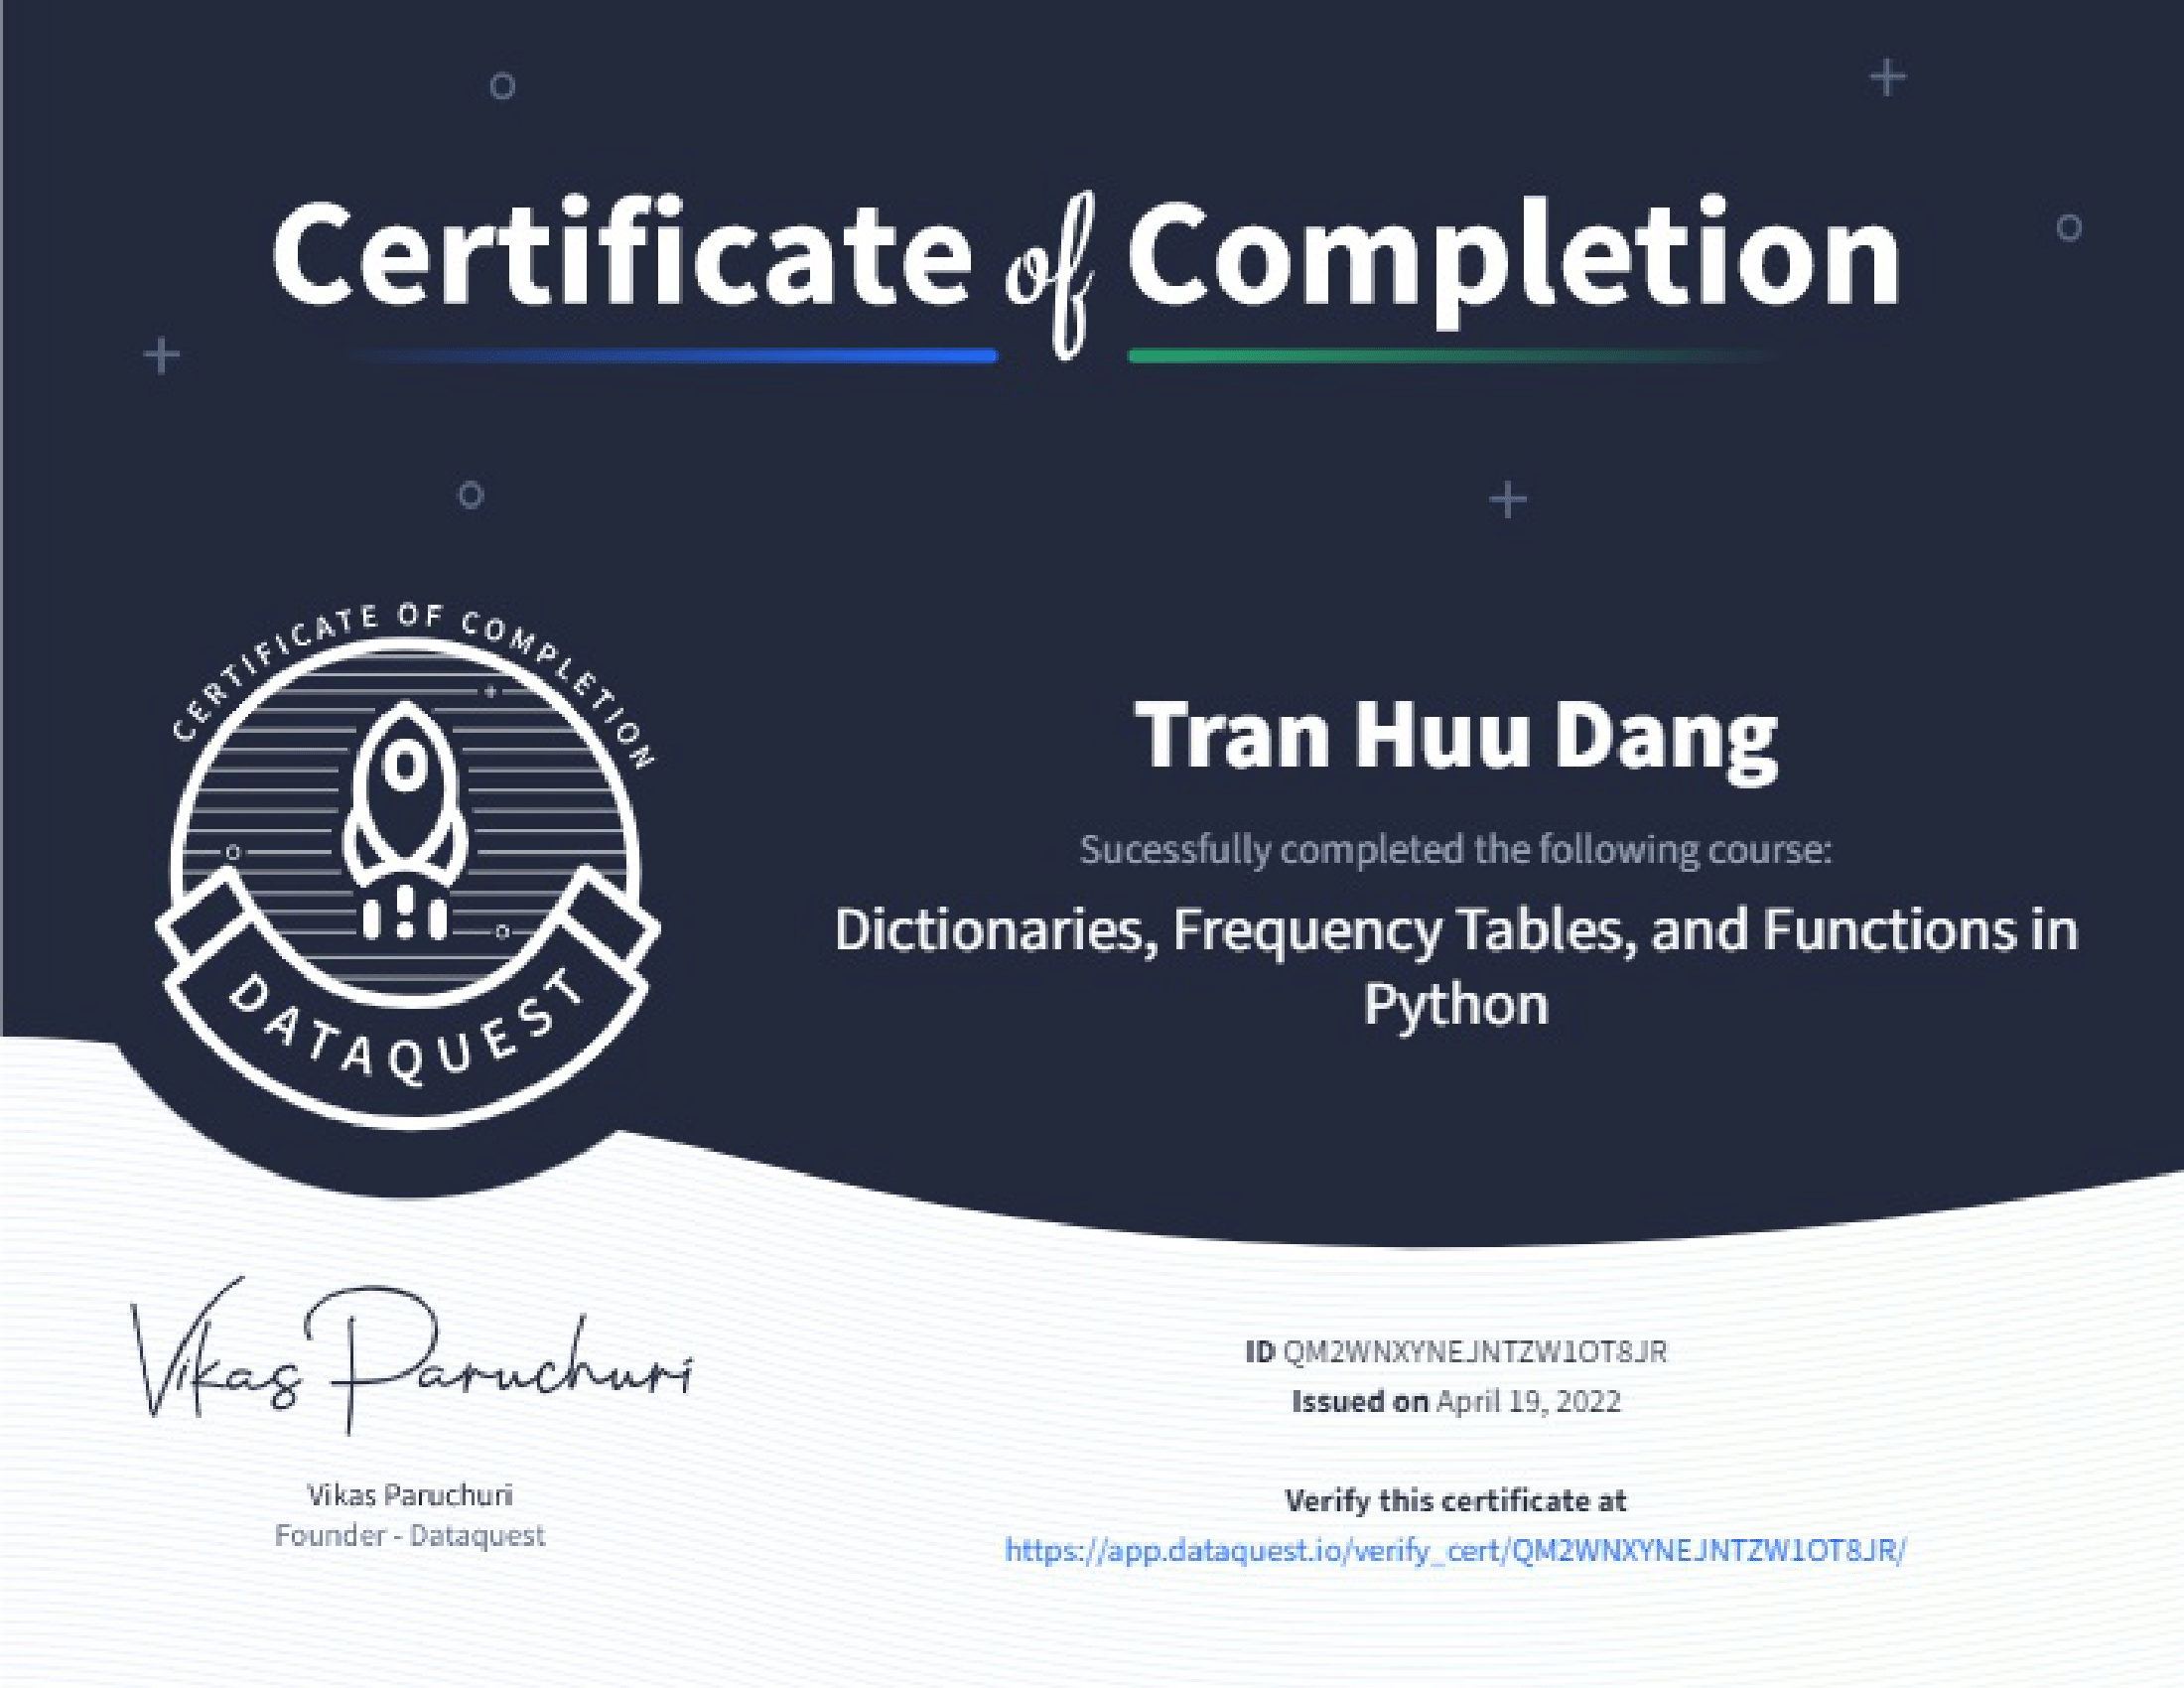 Certificate of Completion
CERTIFICATE OF COMPLETION
DATAQUEST
Tran Huu Dang
Sucessfully completed the following course:
Dictionaries, Frequency Tables, and Functions in
Python
Vikas Paruchuri
Vikas Paruchuri
Founder - Dataquest
ID QM2WNXYNEJNTZW1OT8JR
Issued on April 19, 2022
Verify this certificate at
https://app.dataquest.io/verify_cert/QM2WNXYNEJNTZW1OT8JR/